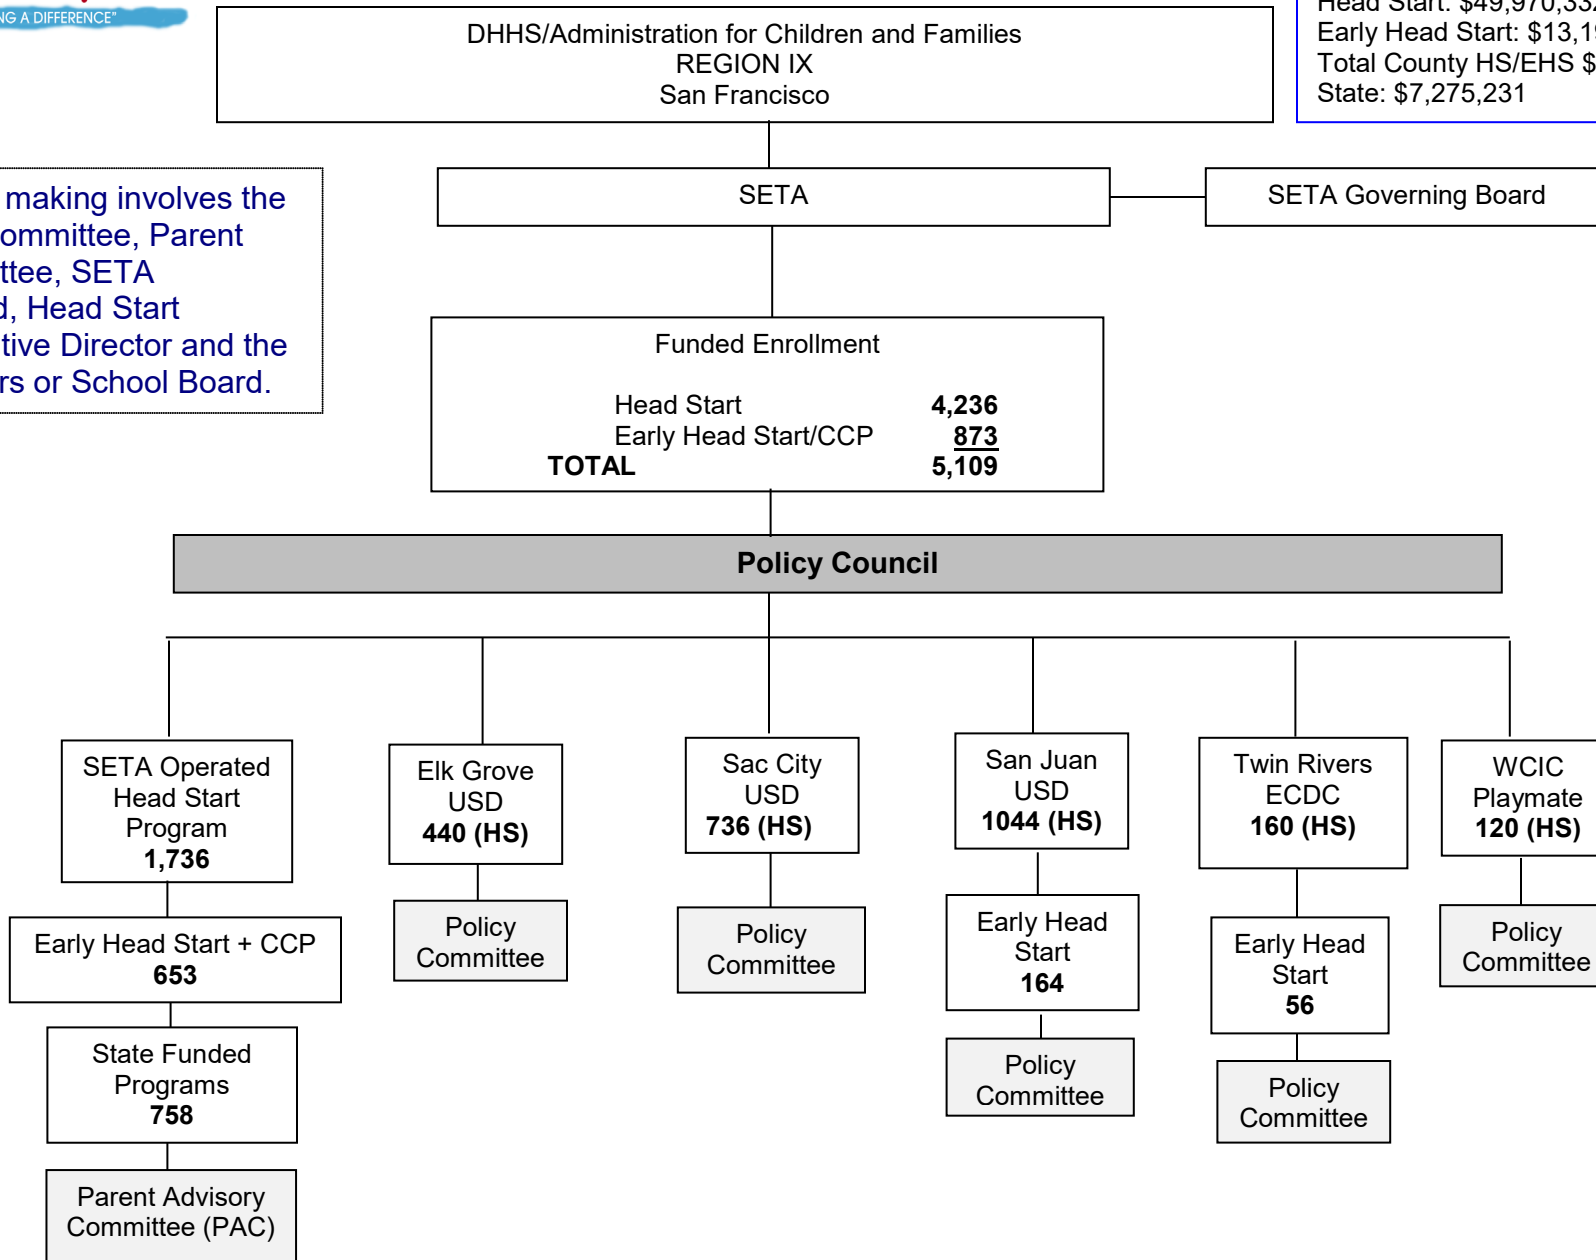 A DIFFERENCE"
DHHS/Administration for Children and Families
REGION IX
San Francisco
Head Start:
Early Head Start:
Total County HS/EHS
State: $7,275,231
making involves the
Parent
SETA
Head Start
Director and the
or School Board.
SETA
SETA Governing Board
Funded Enrollment
Head Start 4,236
Early Head Start/CCP 873
TOTAL 5,109
Policy Council
SETA Operated
Head Start
Program
1,736
Early Head Start + CCP
653
State Funded
Programs
758
Parent Advisory
Committee (PAC)
Elk Grove
USD
440 (HS)
Policy
Committee
Sac City
USD
736 (HS)
Policy
Committee
San Juan
USD
1044 (HS)
Early Head
Start
164
Policy
Committee
Twin Rivers
ECDC
160 (HS)
Early Head
Start
56
Policy
Committee
WCIC
Playmate
120 (HS)
Policy
Committee